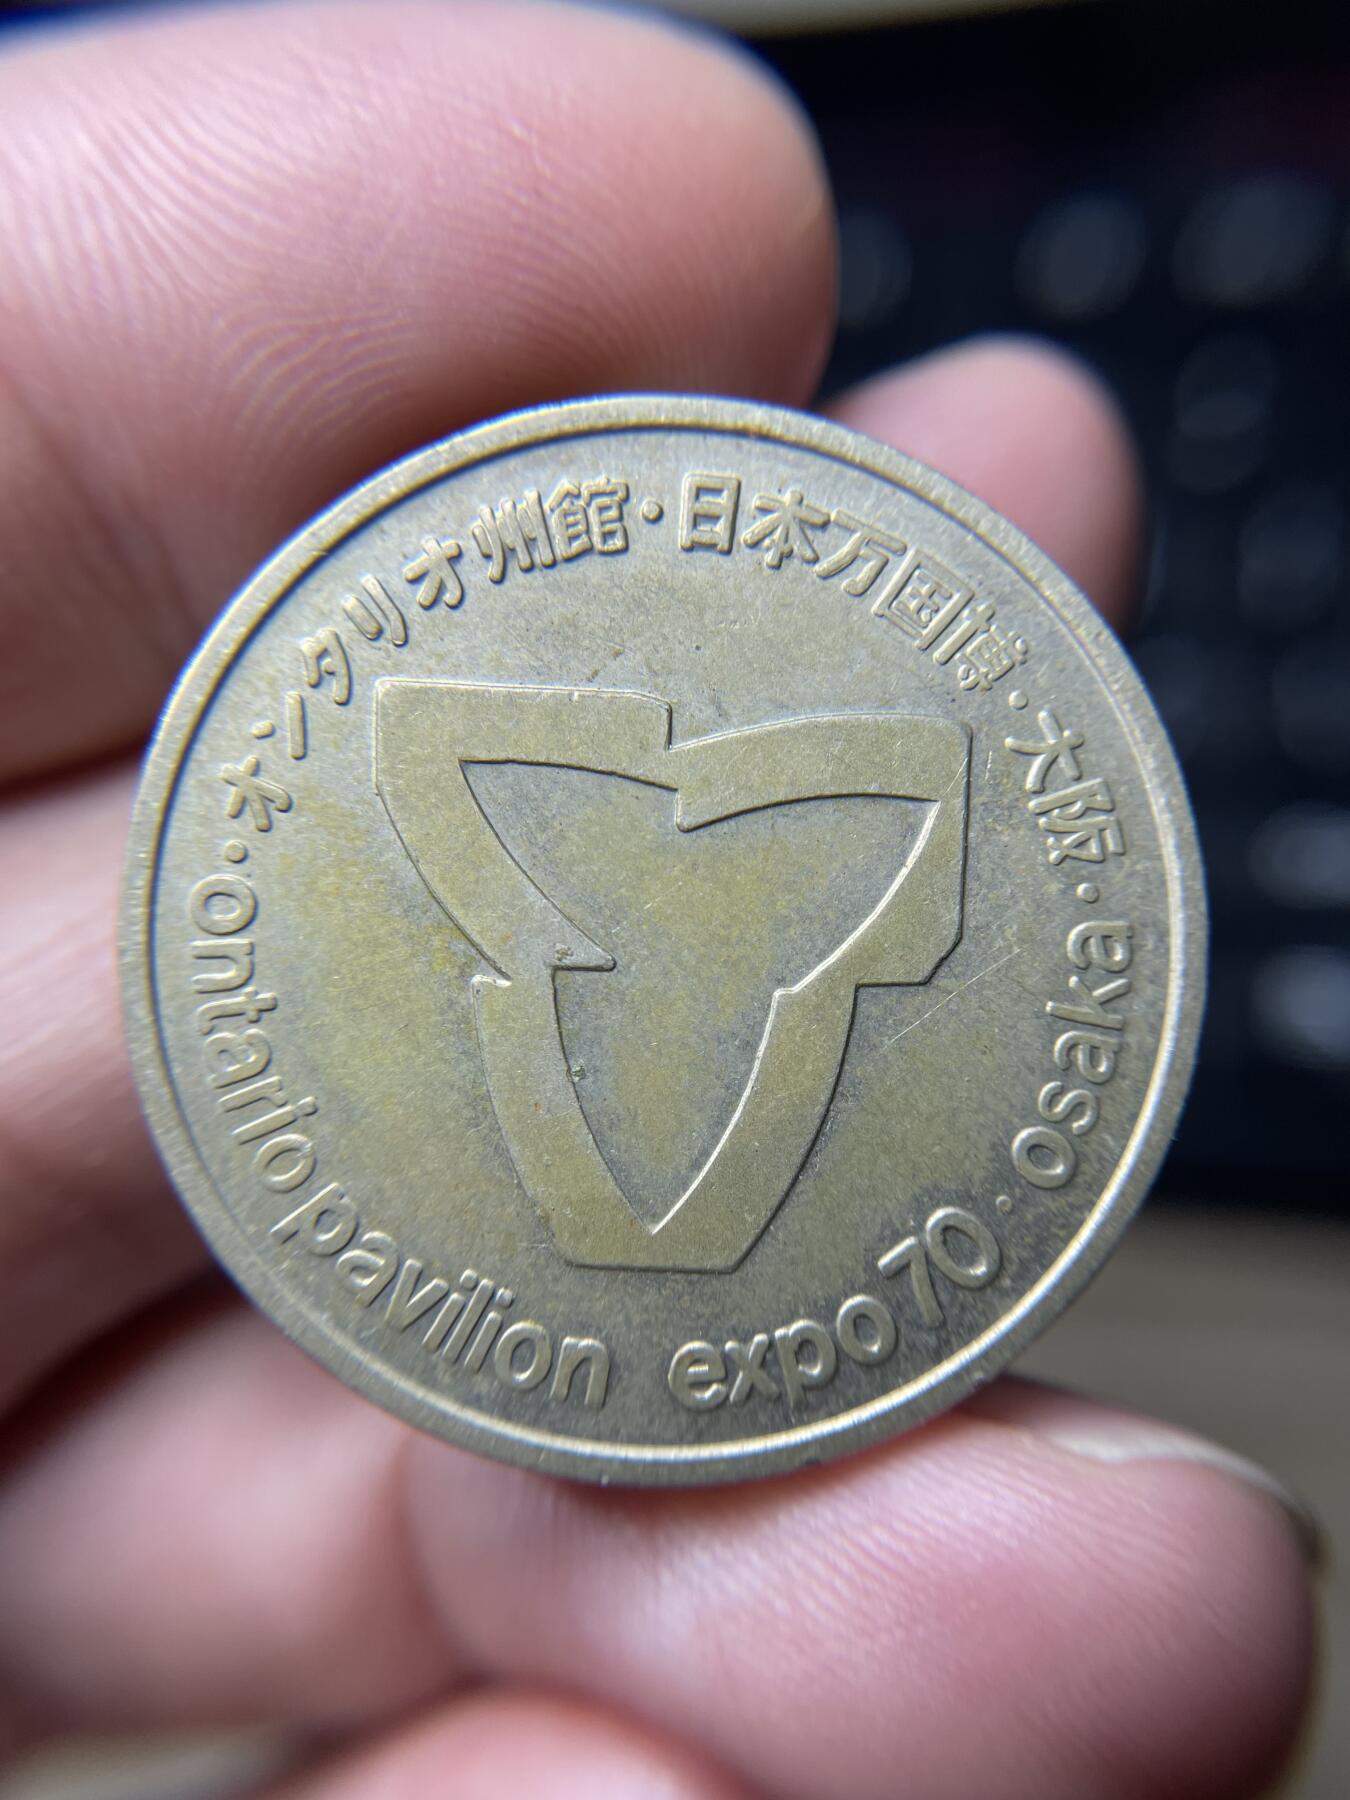 オンタリオ州館・日本万国博・大阪・
osaka・expo70 ontario pavilion・